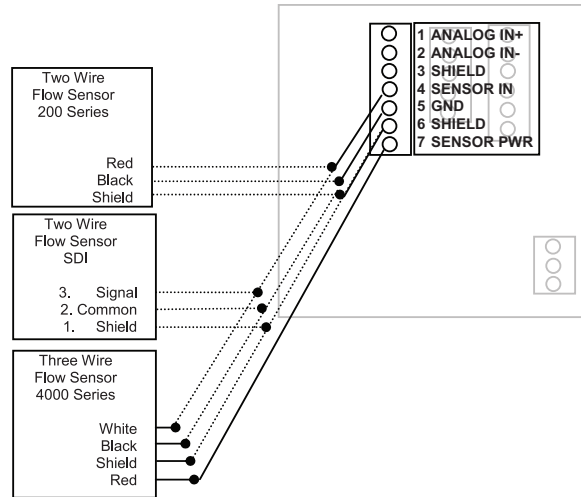 1 ANALOG IN+
2 ANALOG IN-
3 SHIELD
4 SENSOR IN
5 GND
6 SHIELD
7 SENSOR PWR
Two Wire
Flow Sensor
200 Series
Red
Black
Shield
Two Wire
Flow Sensor
SDI
3. Signal
2. Common
1. Shield
Three Wire
Flow Sensor
4000 Series
White
Black
Shield
Red